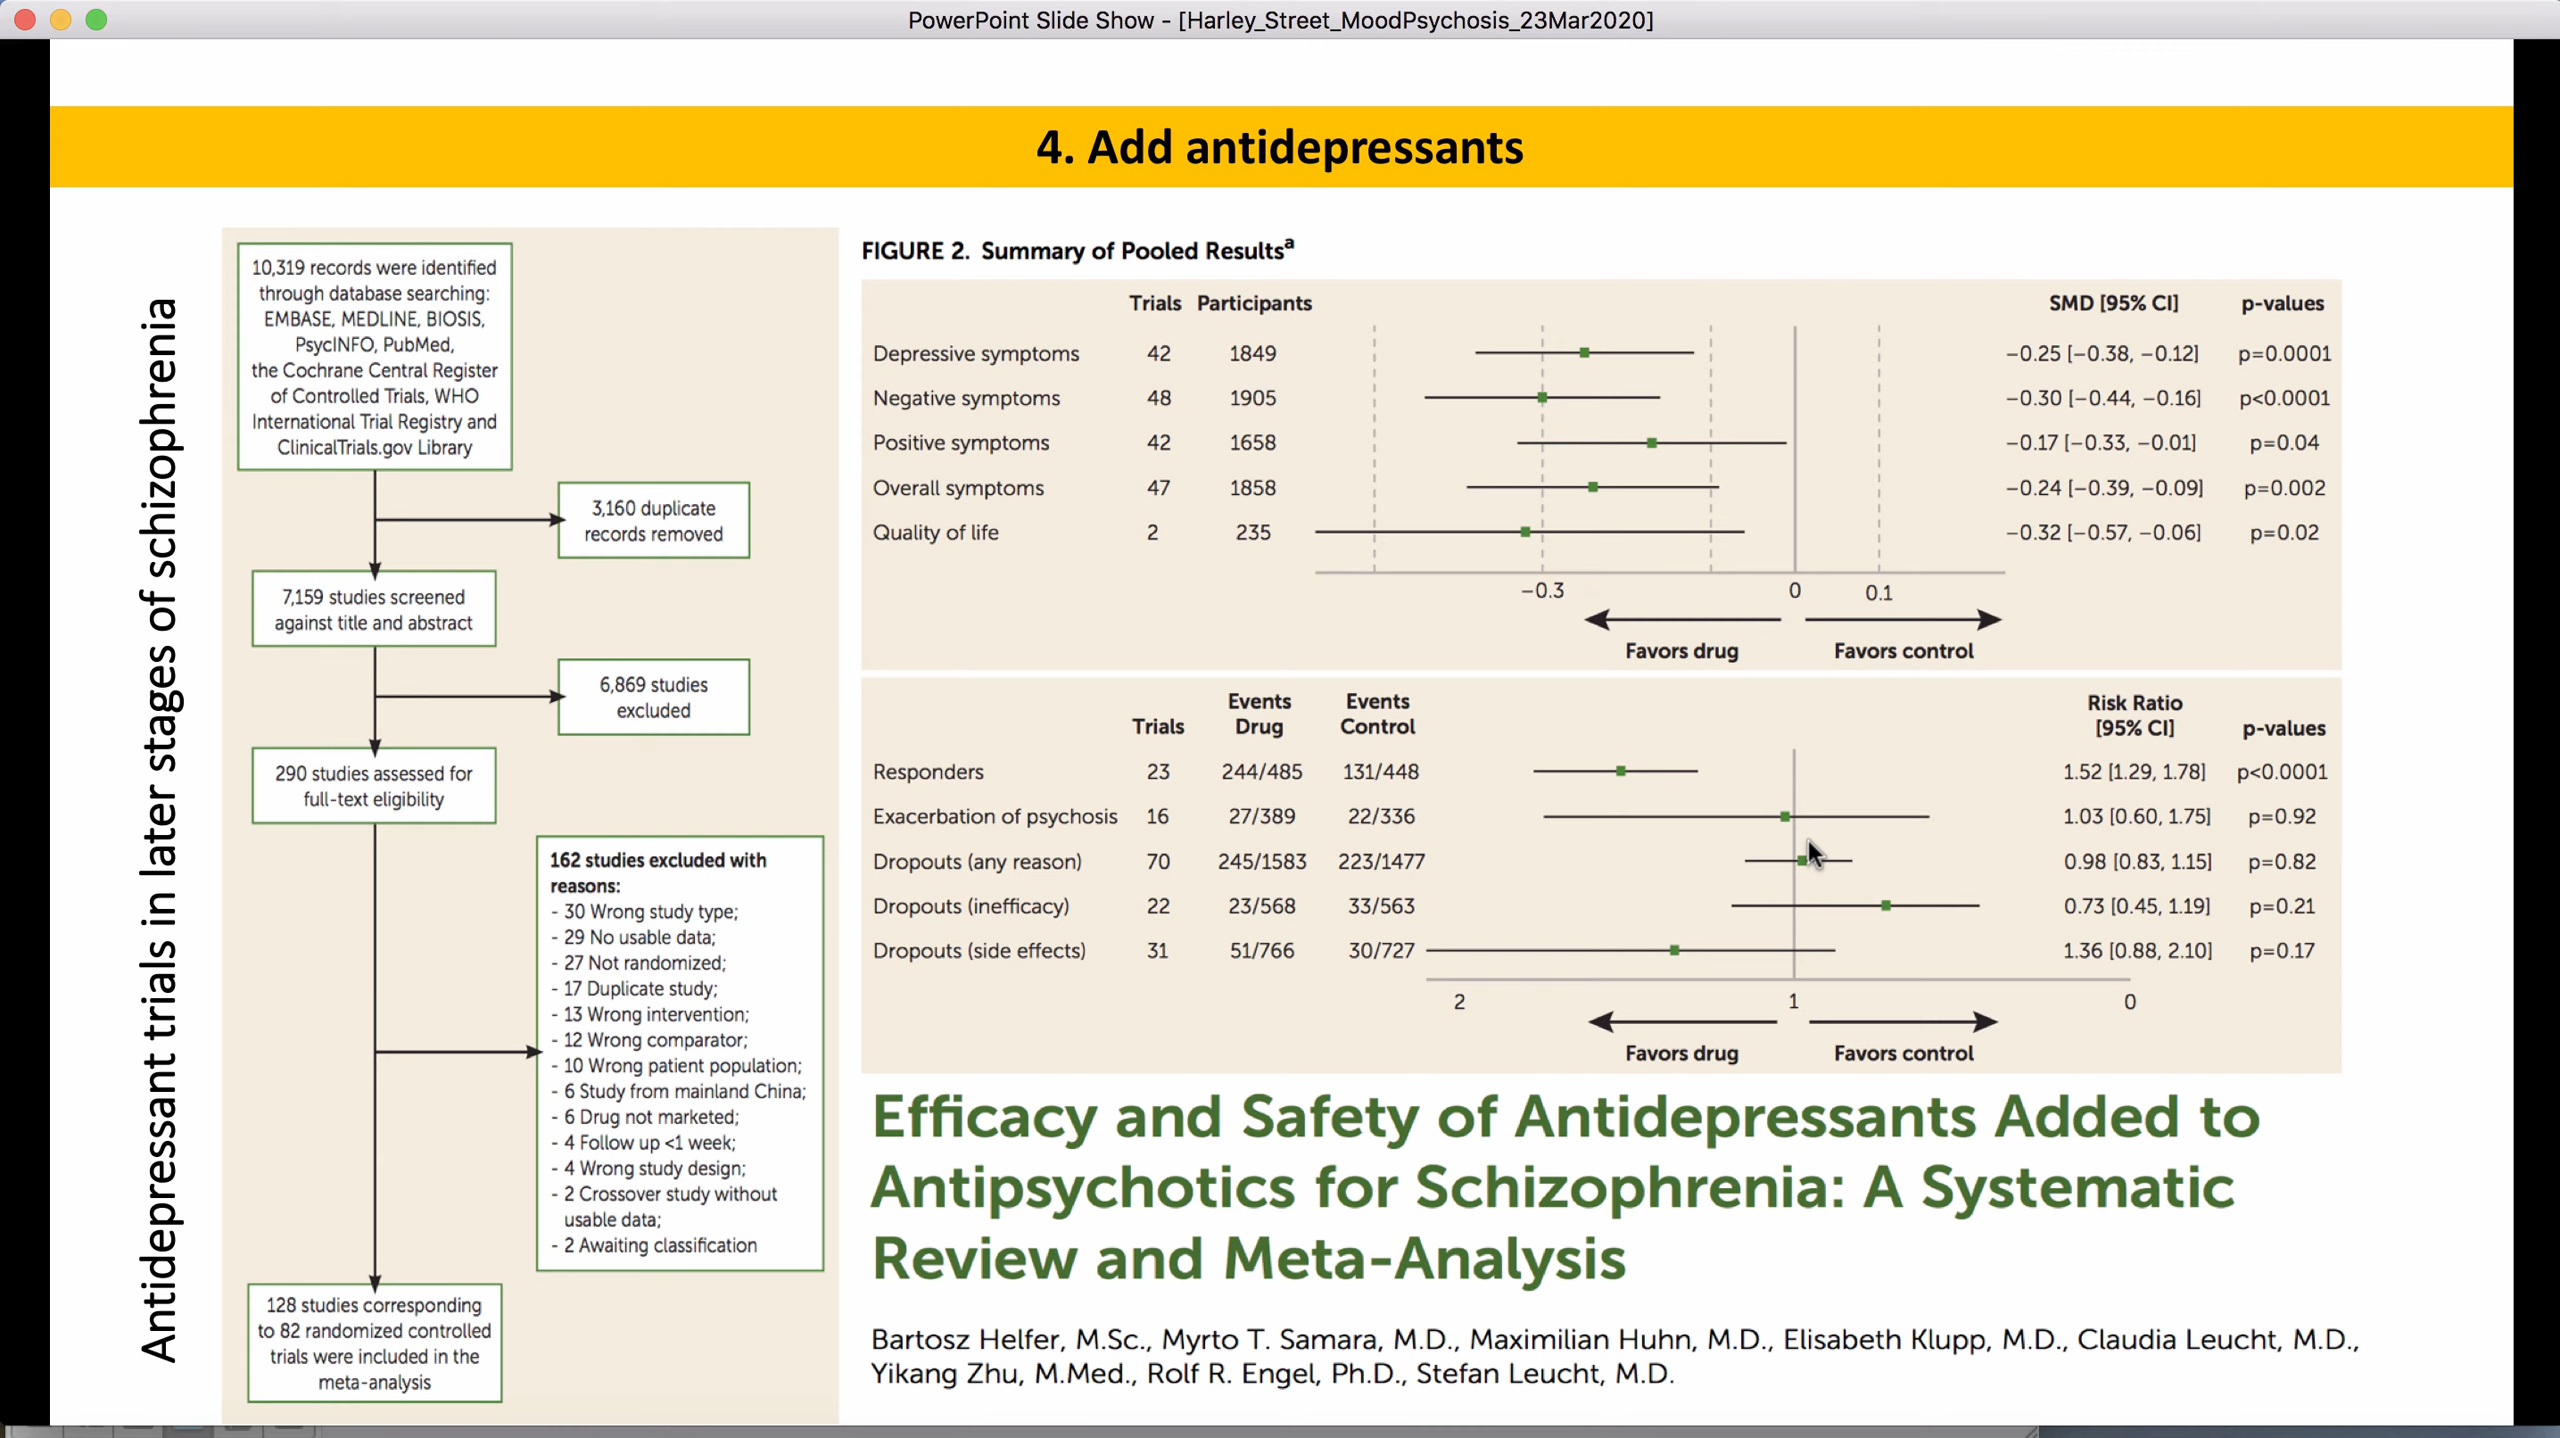 PowerPoint Slide Show - [Harley_Street_MoodPsychosis_23Mar2020]
4. Add antidepressants
Antidepressant trials in later stages of schizophrenia
10,319 records were identified
through database searching:
EMBASE, MEDLINE, BIOSIS,
PsycINFO, PubMed,
the Cochrane Central Register
of Controlled Trials, WHO
International Trial Registry and
ClinicalTrials.gov Library
3,160 duplicate
records removed
7,159 studies screened
against title and abstract
6,869 studies
excluded
290 studies assessed for
full-text eligibility
162 studies excluded with
reasons:
- 30 Wrong study type;
- 29 No usable data;
- 27 Not randomized;
- 17 Duplicate study;
- 13 Wrong intervention;
- 12 Wrong comparator;
- 10 Wrong patient population;
- 6 Study from mainland China;
- 6 Drug not marketed;
- 4 Follow up <1 week;
- 4 Wrong study design;
- 2 Crossover study without
usable data;
- 2 Awaiting classification
128 studies corresponding
to 82 randomized controlled
trials were included in the
meta-analysis
FIGURE 2. Summary of Pooled Resultsa
Trials Participants SMD [95% CI] p-values
Depressive symptoms 42 1849 −0.25 [−0.38, −0.12] p=0.0001
Negative symptoms 48 1905 −0.30 [−0.44, −0.16] p<0.0001
Positive symptoms 42 1658 −0.17 [−0.33, −0.01] p=0.04
Overall symptoms 47 1858 −0.24 [−0.39, −0.09] p=0.002
Quality of life 2 235 −0.32 [−0.57, −0.06] p=0.02
−0.3 0 0.1
Favors drug Favors control
Events Events Risk Ratio
Trials Drug Control [95% CI] p-values
Responders 23 244/485 131/448 1.52 [1.29, 1.78] p<0.0001
Exacerbation of psychosis 16 27/389 22/336 1.03 [0.60, 1.75] p=0.92
Dropouts (any reason) 70 245/1583 223/1477 0.98 [0.83, 1.15] p=0.82
Dropouts (inefficacy) 22 23/568 33/563 0.73 [0.45, 1.19] p=0.21
Dropouts (side effects) 31 51/766 30/727 1.36 [0.88, 2.10] p=0.17
2 1 0
Favors drug Favors control
Efficacy and Safety of Antidepressants Added to
Antipsychotics for Schizophrenia: A Systematic
Review and Meta-Analysis
Bartosz Helfer, M.Sc., Myrto T. Samara, M.D., Maximilian Huhn, M.D., Elisabeth Klupp, M.D., Claudia Leucht, M.D.,
Yikang Zhu, M.Med., Rolf R. Engel, Ph.D., Stefan Leucht, M.D.